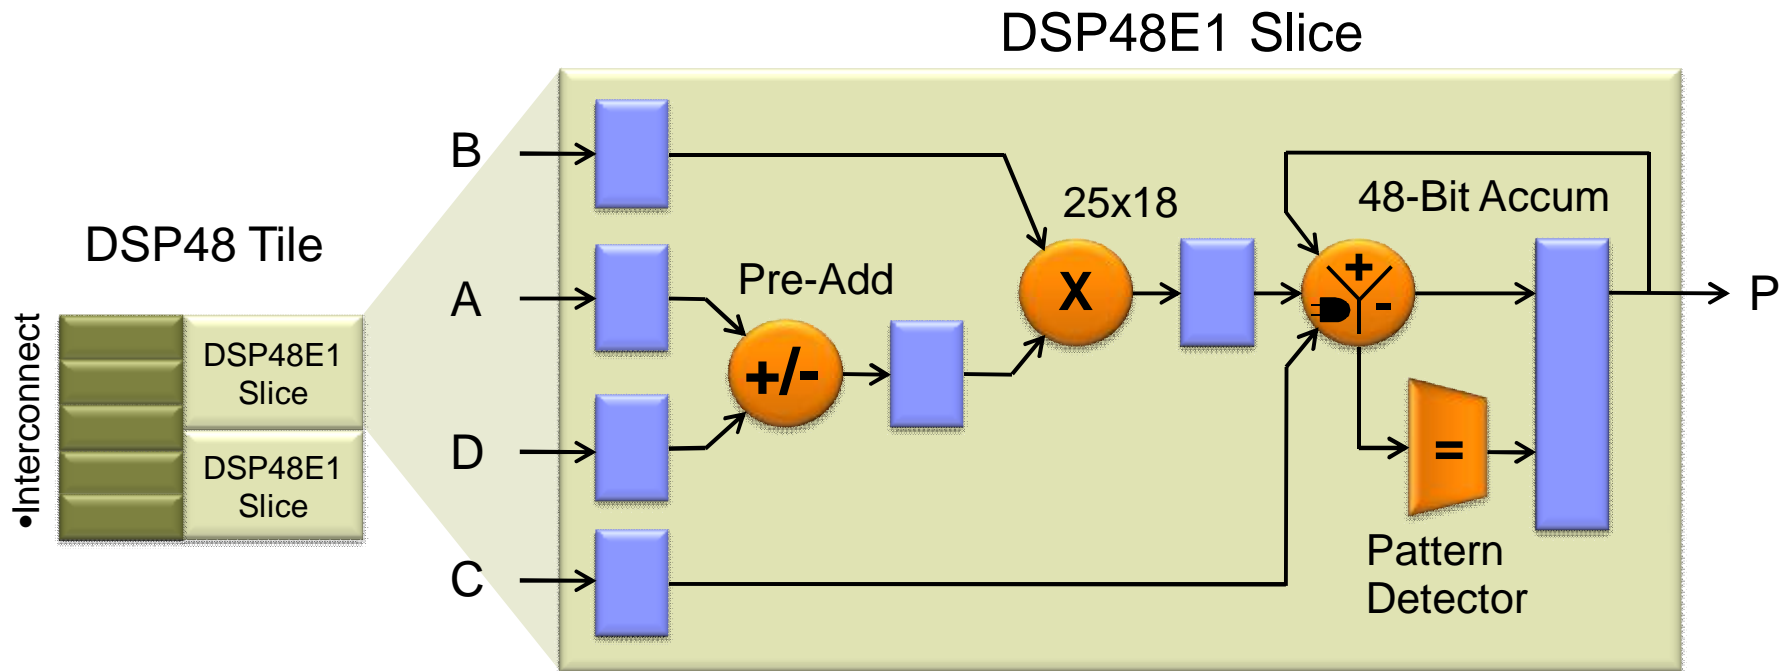 DSP48E1 Slice
DSP48 Tile
•Interconnect
DSP48E1
Slice
DSP48E1
Slice
B
A
D
C
Pre-Add
+/-
25x18
X
48-Bit Accum
+
-
=
Pattern
Detector
P